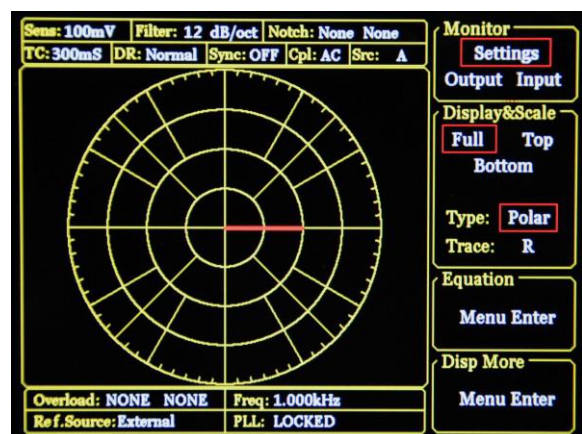 Sens: 100mV Filter: 12 dB/oct Notch: None None
TC: 300mS DR: Normal Sync: OFF Cpl: AC Src: A
Monitor
Settings
Output Input
Display&Scale
Full Top
Bottom
Type: Polar
Trace: R
Equation
Menu Enter
Disp More
Menu Enter
Overload: NONE NONE Freq: 1.000kHz
Ref.Source: External PLL: LOCKED